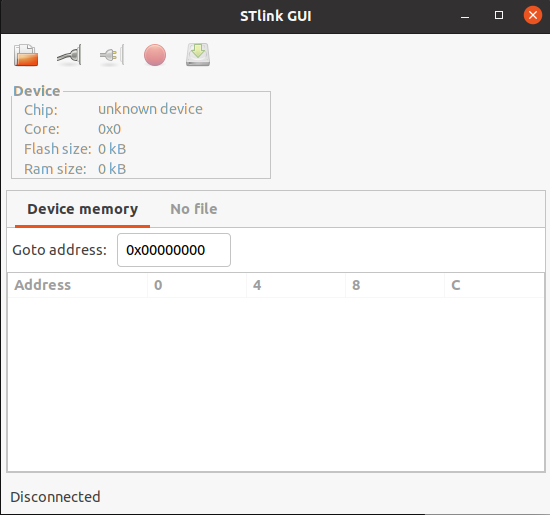 STlink GUI
Device
Chip: unknown device
Core: 0x0
Flash size: 0 kB
Ram size: 0 kB
Device memory No file
Goto address: 0x00000000
Address 0 4 8 C
Disconnected